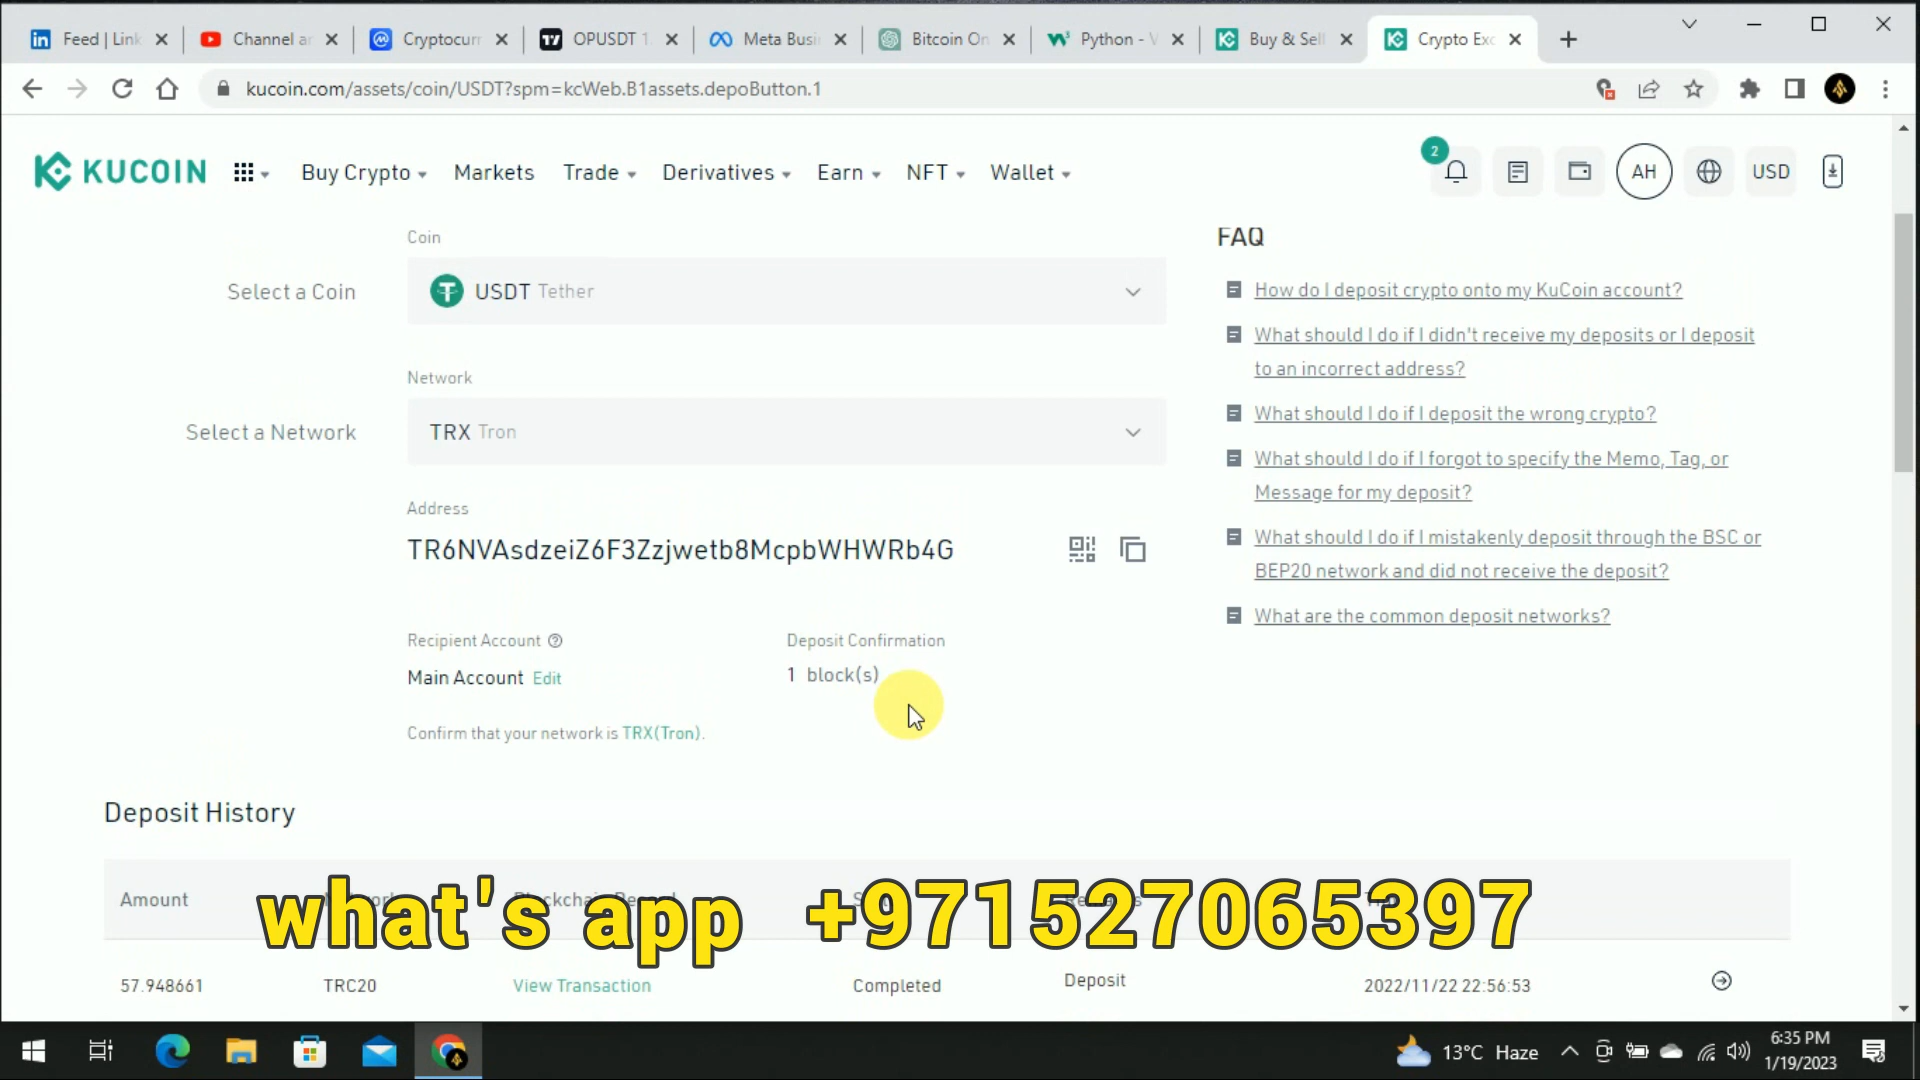 Feed | Link
Channel ar
Cryptocurr
OPUSDT 1
Meta Busi
Bitcoin On
Python - V
Buy & Sell
Crypto Exc
kucoin.com/assets/coin/USDT?spm=kcWeb.B1assets.depoButton.1
KUCOIN
Buy Crypto
Markets
Trade
Derivatives
Earn
NFT
Wallet
2
AH
USD
Coin
Select a Coin
USDT Tether
Network
Select a Network
TRX Tron
Address
TR6NVAsdzeiZ6F3Zzjwetb8McpbWHWRb4G
Recipient Account
Deposit Confirmation
Main Account Edit
1 block(s)
Confirm that your network is TRX(Tron).
FAQ
How do I deposit crypto onto my KuCoin account?
What should I do if I didn't receive my deposits or I deposit
to an incorrect address?
What should I do if I deposit the wrong crypto?
What should I do if I forgot to specify the Memo, Tag, or
Message for my deposit?
What should I do if I mistakenly deposit through the BSC or
BEP20 network and did not receive the deposit?
What are the common deposit networks?
Deposit History
Amount
what's app +971527065397
57.948661
TRC20
View Transaction
Completed
Deposit
2022/11/22 22:56:53
13°C Haze
6:35 PM
1/19/2023